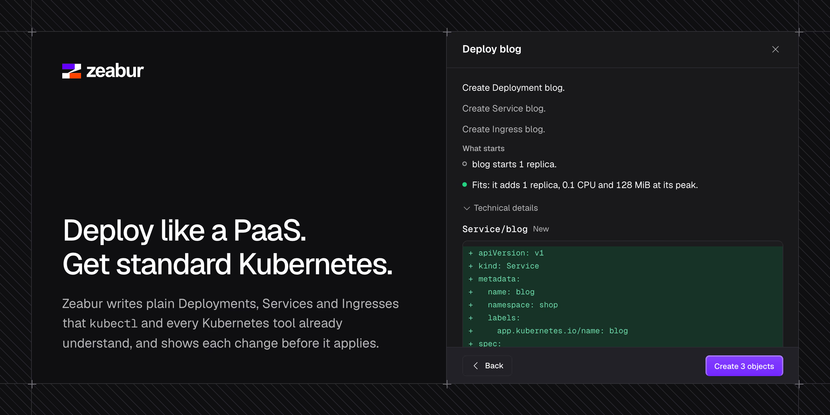 zeabur
Deploy like a PaaS.
Get standard Kubernetes.
Zeabur writes plain Deployments, Services and Ingresses
that kubectl and every Kubernetes tool already
understand, and shows each change before it applies.
Deploy blog
Create Deployment blog.
Create Service blog.
Create Ingress blog.
What starts
blog starts 1 replica.
Fits: it adds 1 replica, 0.1 CPU and 128 MiB at its peak.
Technical details
Service/blog New
+ apiVersion: v1
+ kind: Service
+ metadata:
+   name: blog
+   namespace: shop
+   labels:
+     app.kubernetes.io/name: blog
+ spec:
Back
Create 3 objects